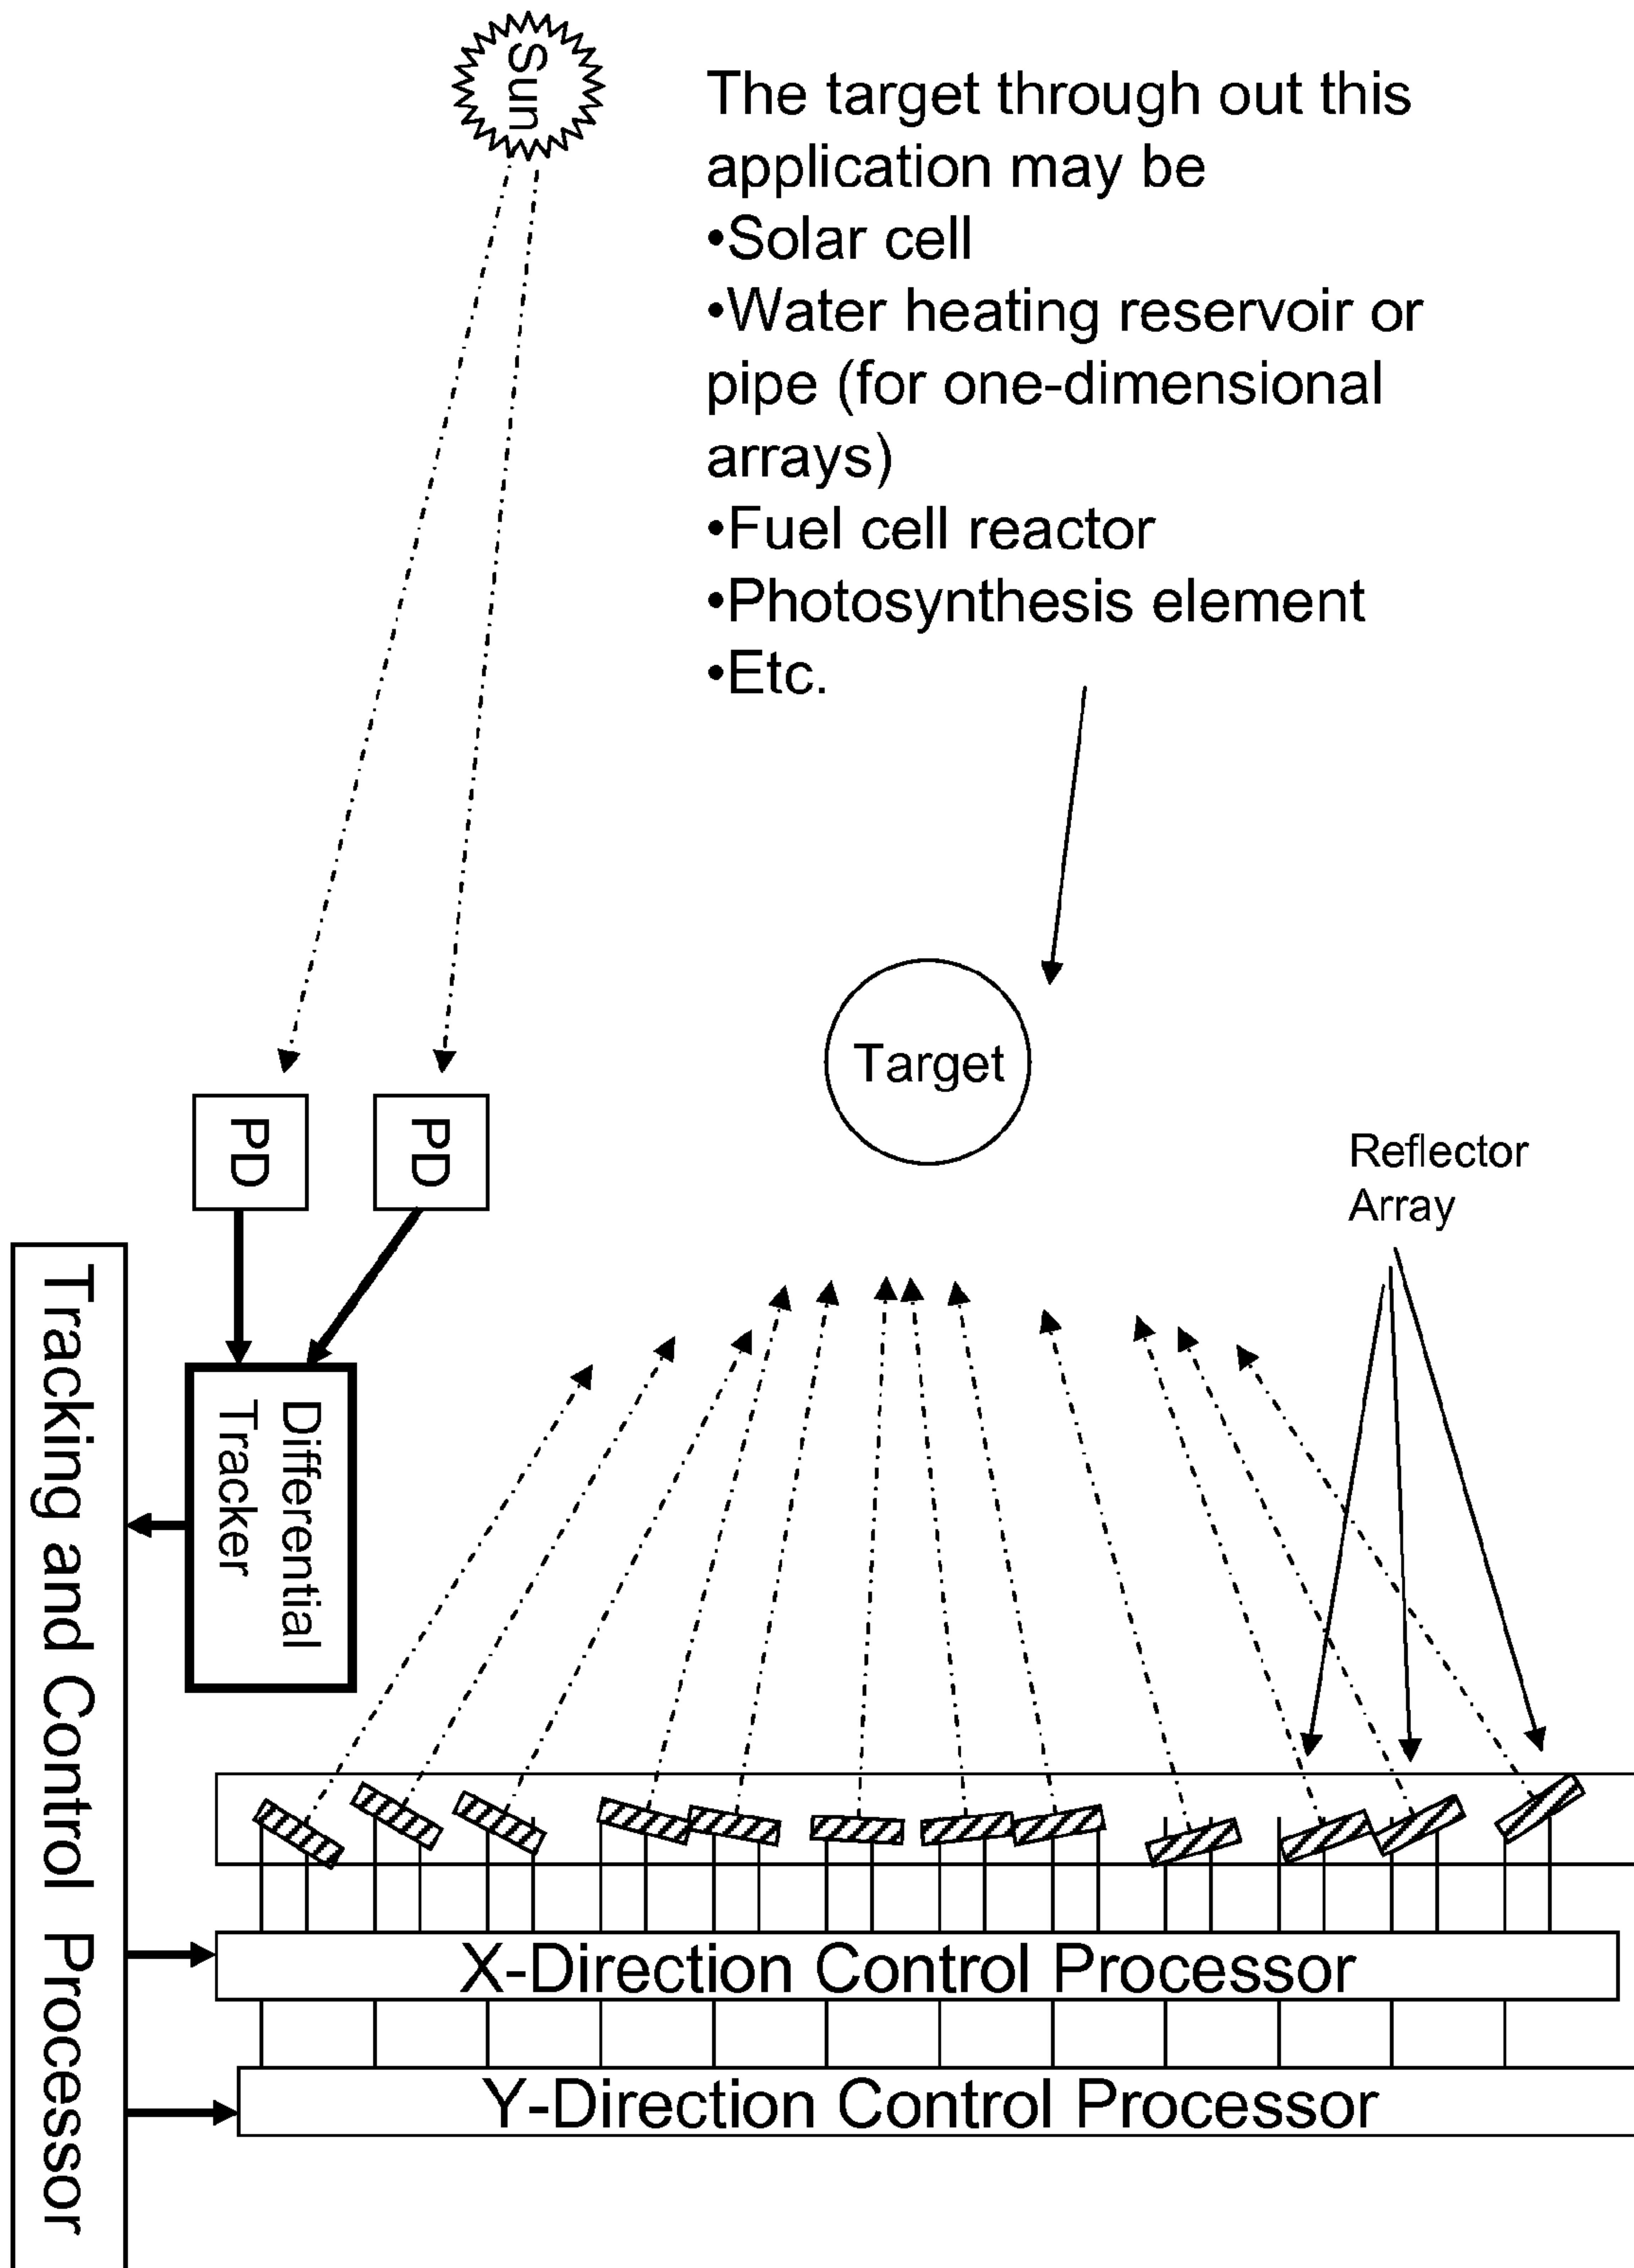 Sun
The target through out this
application may be
•Solar cell
•Water heating reservoir or
pipe (for one-dimensional
arrays)
•Fuel cell reactor
•Photosynthesis element
•Etc.
Target
PD
PD
Reflector
Array
Differential
Tracker
Tracking and Control Processor
X-Direction Control Processor
Y-Direction Control Processor